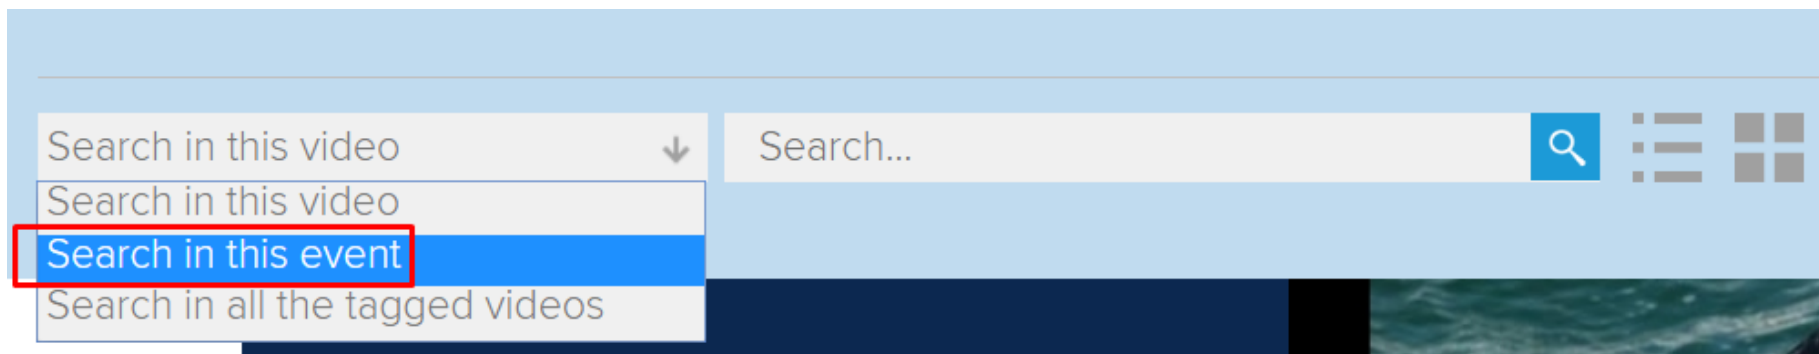 Search in this video
Search...
Search in this video
Search in this event
Search in all the tagged videos